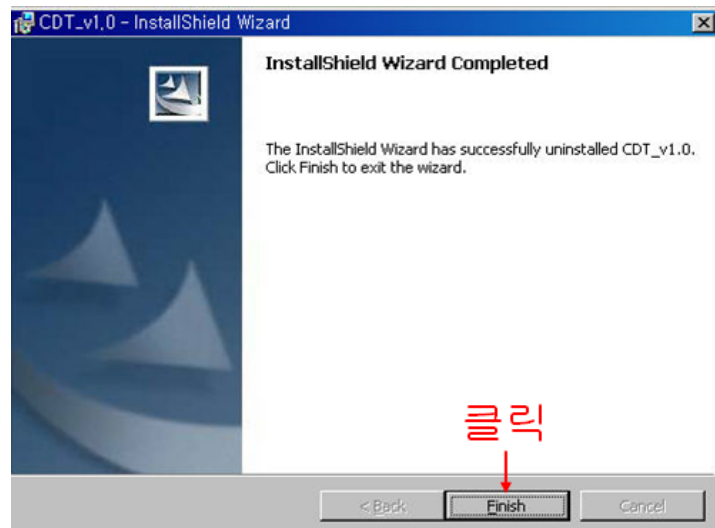 CDT_v1.0 - InstallShield Wizard
InstallShield Wizard Completed
The InstallShield Wizard has successfully uninstalled CDT_v1.0.
Click Finish to exit the wizard.
클릭
< Back
Finish
Cancel